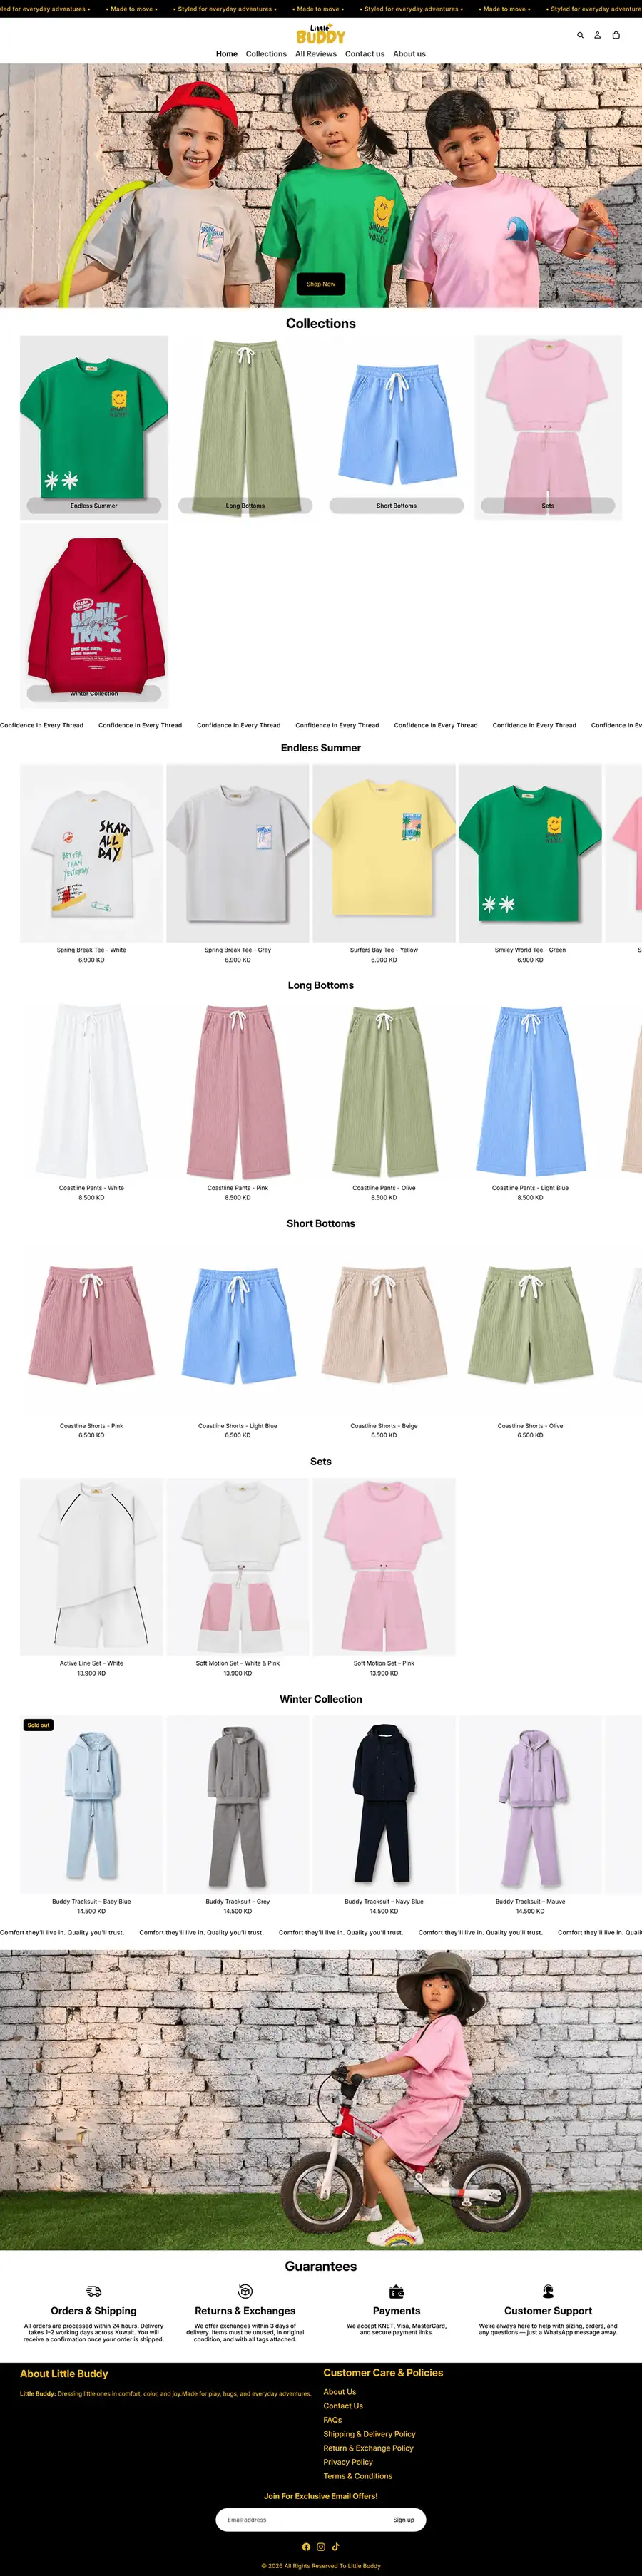 • Styled for everyday adventures •
• Made to move •
• Styled for everyday adventures •
• Made to move •
• Styled for everyday adventures •
• Made to move •
Little
BUDDY
Home
Collections
All Reviews
Contact us
About us
Shop Now
Collections
Endless Summer
Long Bottoms
Short Bottoms
Sets
Winter Collection
Confidence In Every Thread
Confidence In Every Thread
Confidence In Every Thread
Confidence In Every Thread
Confidence In Every Thread
Confidence In Every Thread
Endless Summer
SKATE
ALL
DAY
BETTER
THAN
YESTERDAY
Spring Break Tee - White
6.900 KD
Spring Break Tee - Gray
6.900 KD
Surfers Bay Tee - Yellow
6.900 KD
Smiley World Tee - Green
6.900 KD
Long Bottoms
Coastline Pants - White
8.500 KD
Coastline Pants - Pink
8.500 KD
Coastline Pants - Olive
8.500 KD
Coastline Pants - Light Blue
8.500 KD
Short Bottoms
Coastline Shorts - Pink
6.500 KD
Coastline Shorts - Light Blue
6.500 KD
Coastline Shorts - Beige
6.500 KD
Coastline Shorts - Olive
6.500 KD
Sets
Active Line Set – White
13.900 KD
Soft Motion Set – White & Pink
13.900 KD
Soft Motion Set – Pink
13.900 KD
Winter Collection
Sold out
Buddy Tracksuit – Baby Blue
14.500 KD
Buddy Tracksuit – Grey
14.500 KD
Buddy Tracksuit – Navy Blue
14.500 KD
Buddy Tracksuit – Mauve
14.500 KD
Comfort they'll live in. Quality you'll trust.
Comfort they'll live in. Quality you'll trust.
Comfort they'll live in. Quality you'll trust.
Comfort they'll live in. Quality you'll trust.
Guarantees
Orders & Shipping
All orders are processed within 24 hours. Delivery
takes 1–2 working days across Kuwait. You will
receive a confirmation once your order is shipped.
Returns & Exchanges
We offer exchanges within 3 days of
delivery. Items must be unused, in original
condition, and with all tags attached.
Payments
We accept KNET, Visa, MasterCard,
and secure payment links.
Customer Support
We're always here to help with sizing, orders, and
any questions — just a WhatsApp message away.
About Little Buddy
Little Buddy: Dressing little ones in comfort, color, and joy.Made for play, hugs, and everyday adventures.
Customer Care & Policies
About Us
Contact Us
FAQs
Shipping & Delivery Policy
Return & Exchange Policy
Privacy Policy
Terms & Conditions
Join For Exclusive Email Offers!
Email address
Sign up
© 2026 All Rights Reserved To Little Buddy